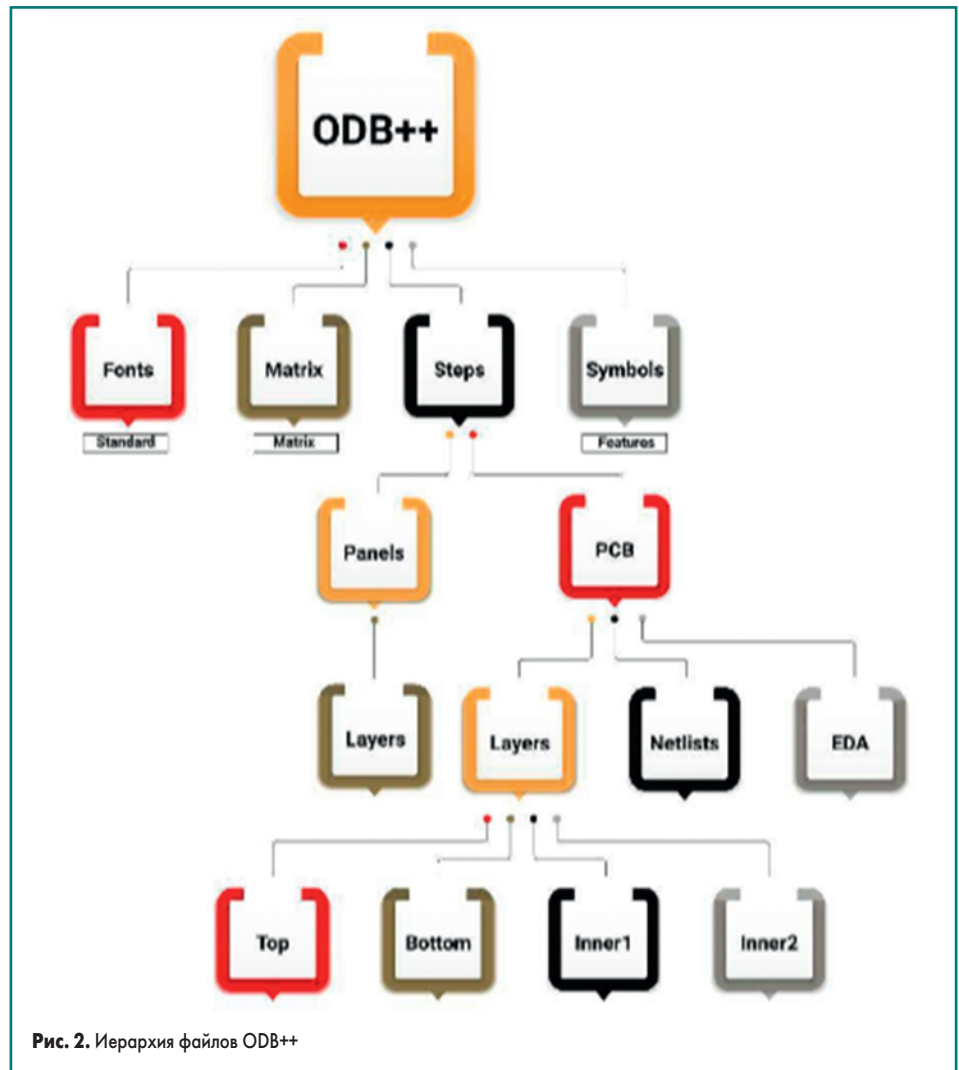 ODB++
Fonts
Matrix
Steps
Symbols
Standard
Matrix
Features
Panels
PCB
Layers
Layers
Netlists
EDA
Top
Bottom
Inner1
Inner2
Рис. 2. Иерархия файлов ODB++